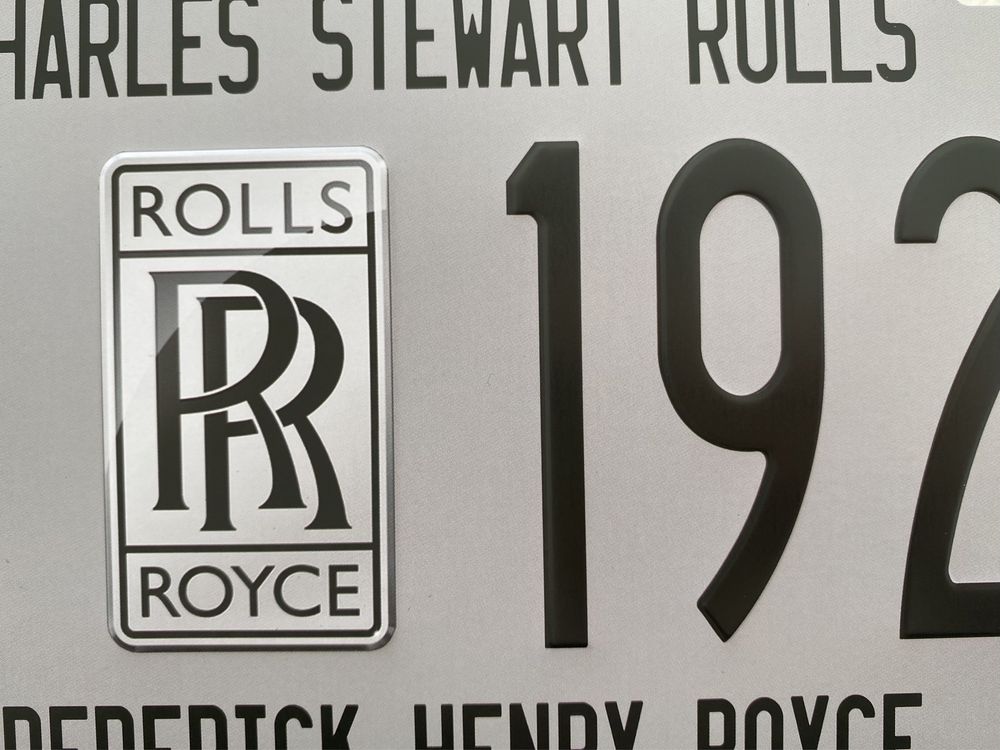 HARLES STEWART ROLLS
ROLLS
RR
ROYCE
192
REDERICK HENRY ROYCE